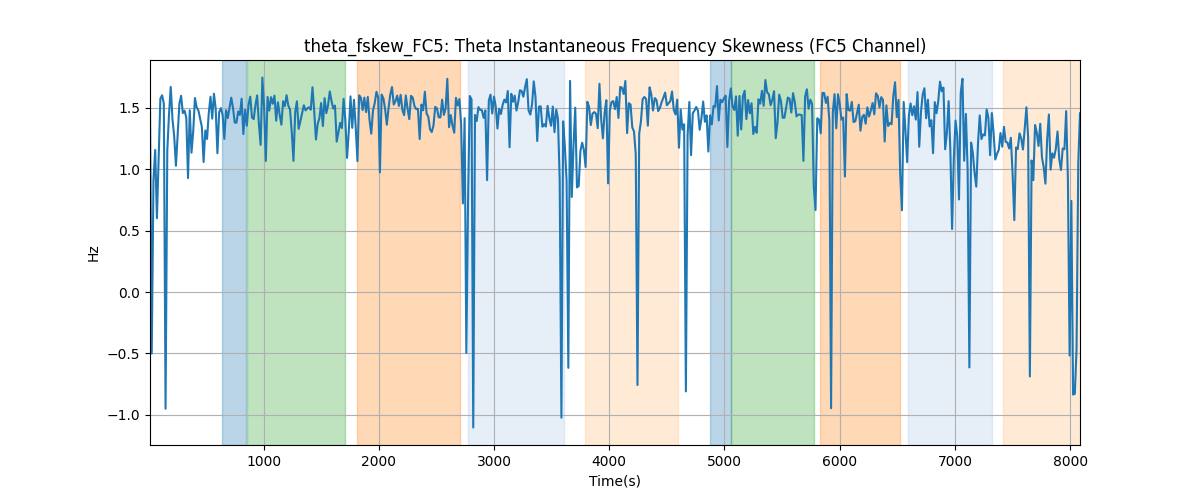 theta_fskew_FC5: Theta Instantaneous Frequency Skewness (FC5 Channel)
1.5
1.0
0.5
0.0
−0.5
−1.0
Hz
1000 2000 3000 4000 5000 6000 7000 8000
Time(s)